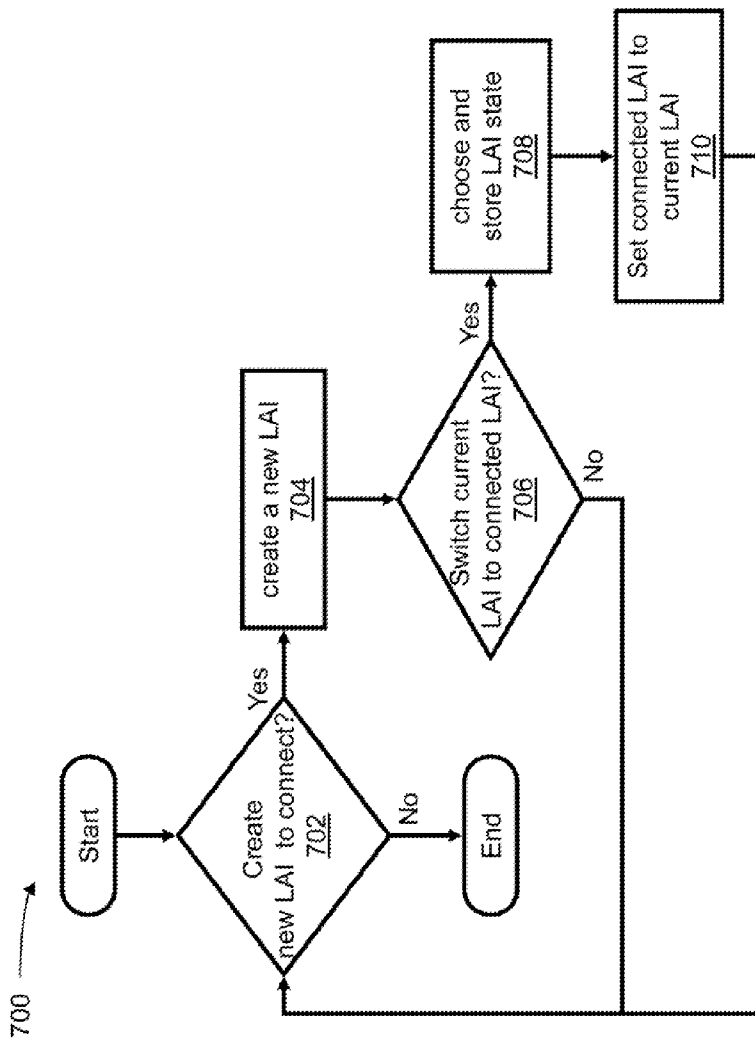 700
Start
Create
new LAI to connect?
702
Yes
No
End
create a new LAI
704
Switch current
LAI to connected LAI?
706
Yes
No
choose and
store LAI state
708
Set connected LAI to
current LAI
710